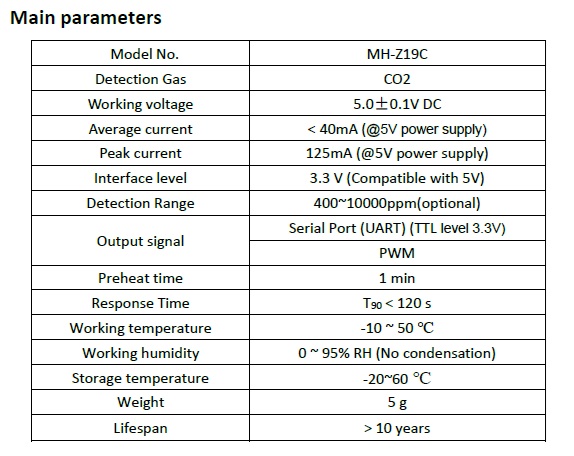 Main parameters
Model No. MH-Z19C
Detection Gas CO2
Working voltage 5.0±0.1V DC
Average current < 40mA (@5V power supply)
Peak current 125mA (@5V power supply)
Interface level 3.3 V (Compatible with 5V)
Detection Range 400~10000ppm(optional)
Output signal Serial Port (UART) (TTL level 3.3V)
PWM
Preheat time 1 min
Response Time T90 < 120 s
Working temperature -10 ~ 50 ℃
Working humidity 0 ~ 95% RH (No condensation)
Storage temperature -20~60 ℃
Weight 5 g
Lifespan > 10 years